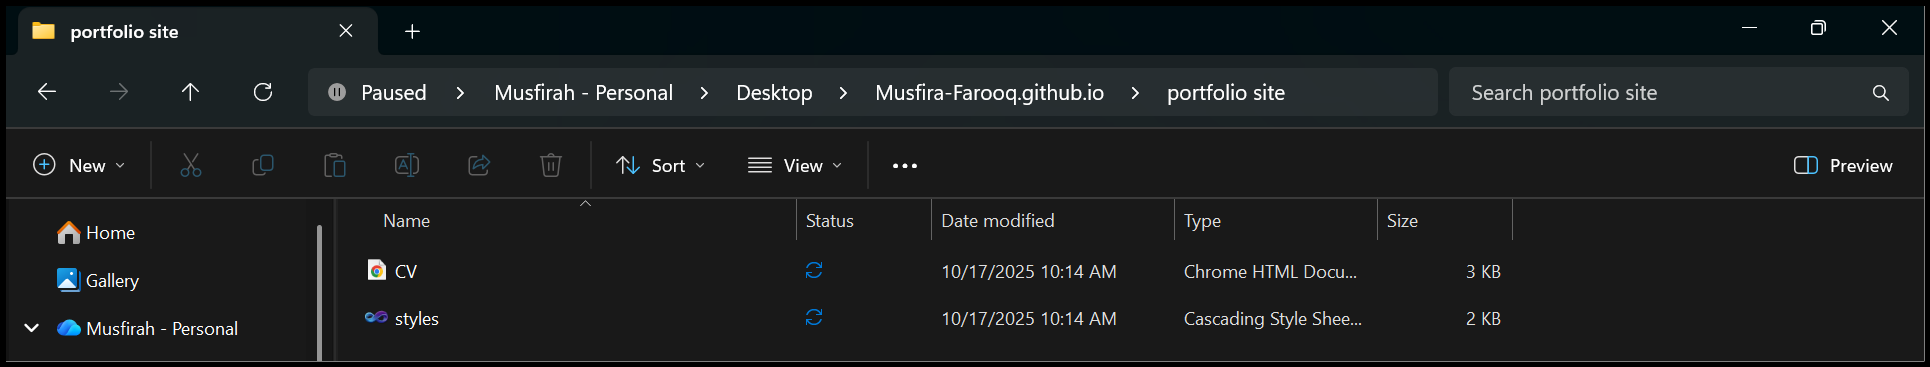 portfolio site
Paused > Musfirah - Personal > Desktop > Musfira-Farooq.github.io > portfolio site
Search portfolio site
New Sort View ... Preview
Home
Gallery
Musfirah - Personal
Name Status Date modified Type Size
CV 10/17/2025 10:14 AM Chrome HTML Docu... 3 KB
styles 10/17/2025 10:14 AM Cascading Style Shee... 2 KB